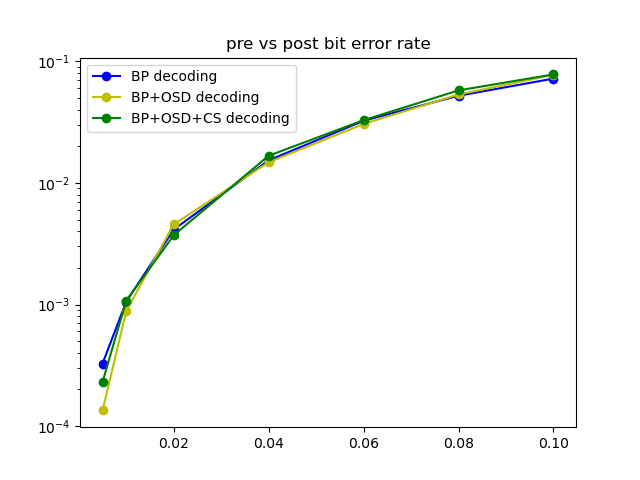 pre vs post bit error rate
BP decoding
BP+OSD decoding
BP+OSD+CS decoding
10⁻¹
10⁻²
10⁻³
10⁻⁴
0.02 0.04 0.06 0.08 0.10